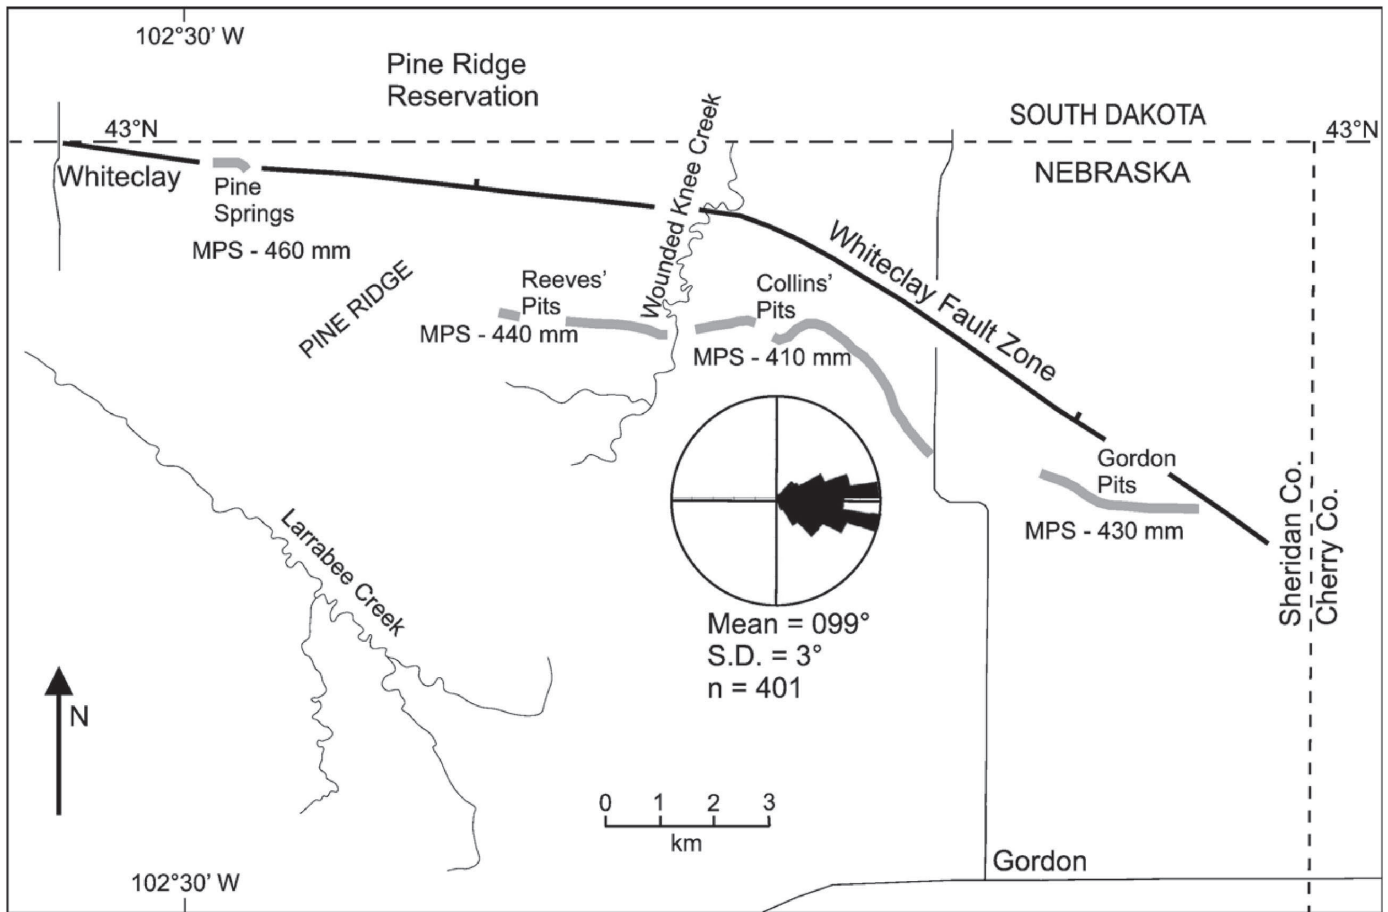 102°30' W
Pine Ridge
Reservation
SOUTH DAKOTA
43°N
43°N
Whiteclay
NEBRASKA
Pine
Springs
MPS - 460 mm
Wounded Knee Creek
Whiteclay Fault Zone
PINE RIDGE
Reeves'
Pits
MPS - 440 mm
Collins'
Pits
MPS - 410 mm
Gordon
Pits
MPS - 430 mm
Larrabee Creek
Sheridan Co.
Cherry Co.
Mean = 099°
S.D. = 3°
n = 401
N
0 1 2 3
km
Gordon
102°30' W